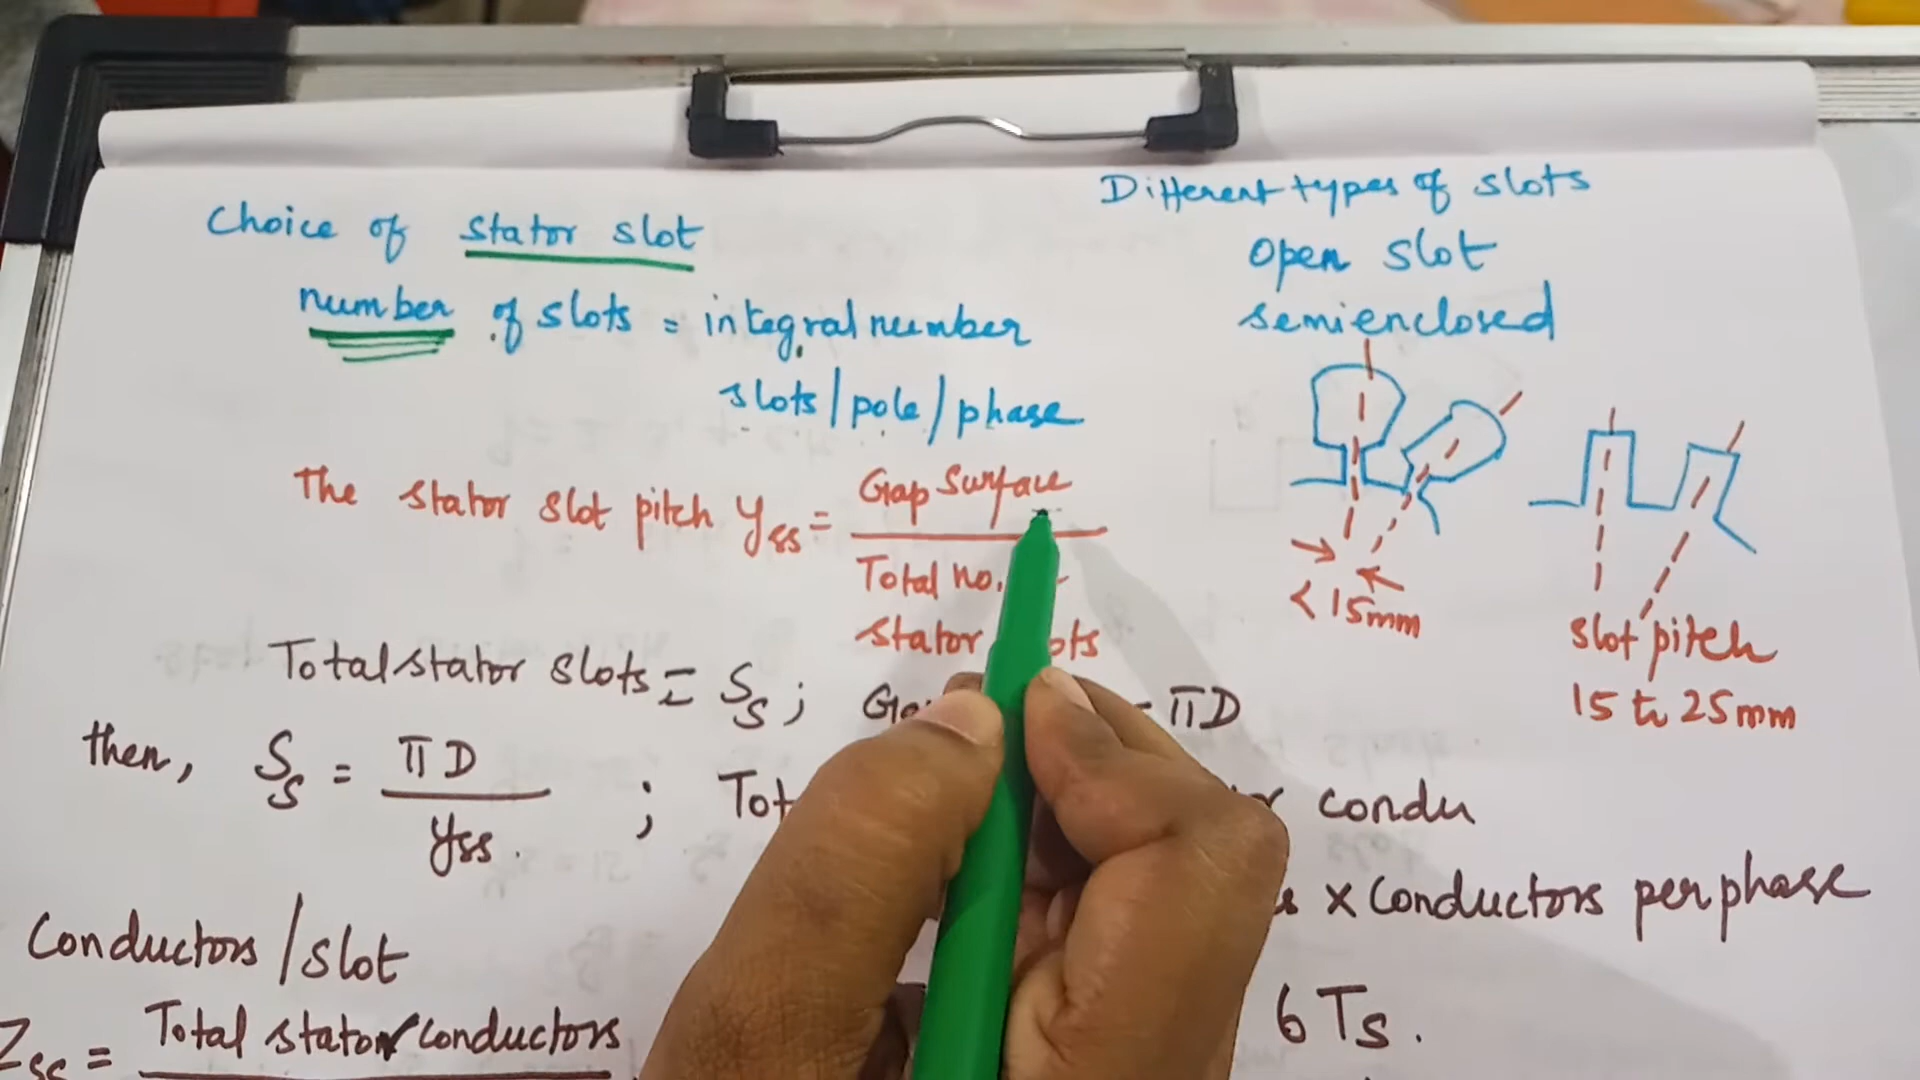 Choice of stator slot
number of slots = integral number
slots/pole/phase
The stator slot pitch Yss = Gap Surface
Total no.
stator
Total stator slots = Ss; πD
then, Ss = πD / Yss ; condu
x conductors per phase
Conductors/slot
6Ts.
Zss = Total stator conductors
Different types of slots
Open slot
semienclosed
< 15mm
slot pitch
15 to 25mm